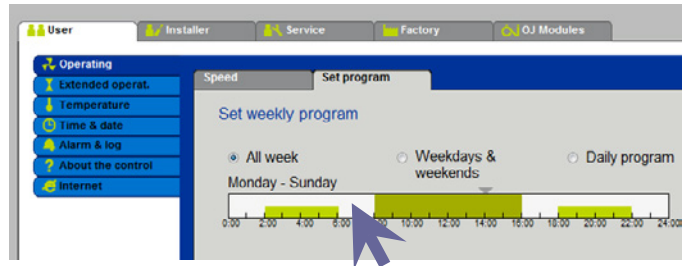 User Installer Service Factory OJ Modules
Operating
Extended operat.
Temperature
Time & date
Alarm & log
About the control
Internet
Speed Set program
Set weekly program
All week
Weekdays & weekends
Daily program
Monday - Sunday
0:00 2:00 4:00 6:00 10:00 12:00 14:00 16:00 18:00 20:00 22:00 24:00